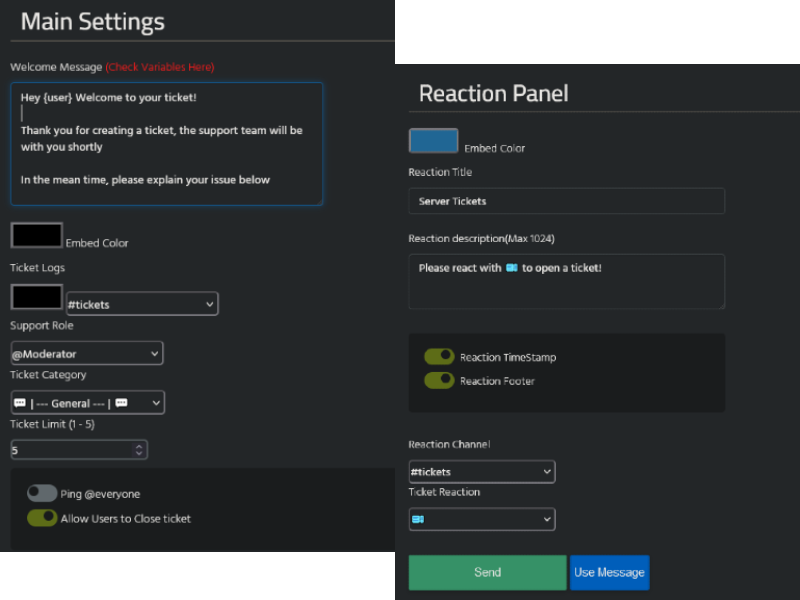 Main Settings
Welcome Message (Check Variables Here)
Hey {user} Welcome to your ticket!
Thank you for creating a ticket, the support team will be
with you shortly
In the mean time, please explain your issue below
Embed Color
Ticket Logs
#tickets
Support Role
@Moderator
Ticket Category
💬 | --- General --- | 💬
Ticket Limit (1 - 5)
5
Ping @everyone
Allow Users to Close ticket
Reaction Panel
Embed Color
Reaction Title
Server Tickets
Reaction description(Max 1024)
Please react with 🎟 to open a ticket!
Reaction TimeStamp
Reaction Footer
Reaction Channel
#tickets
Ticket Reaction
Send
Use Message